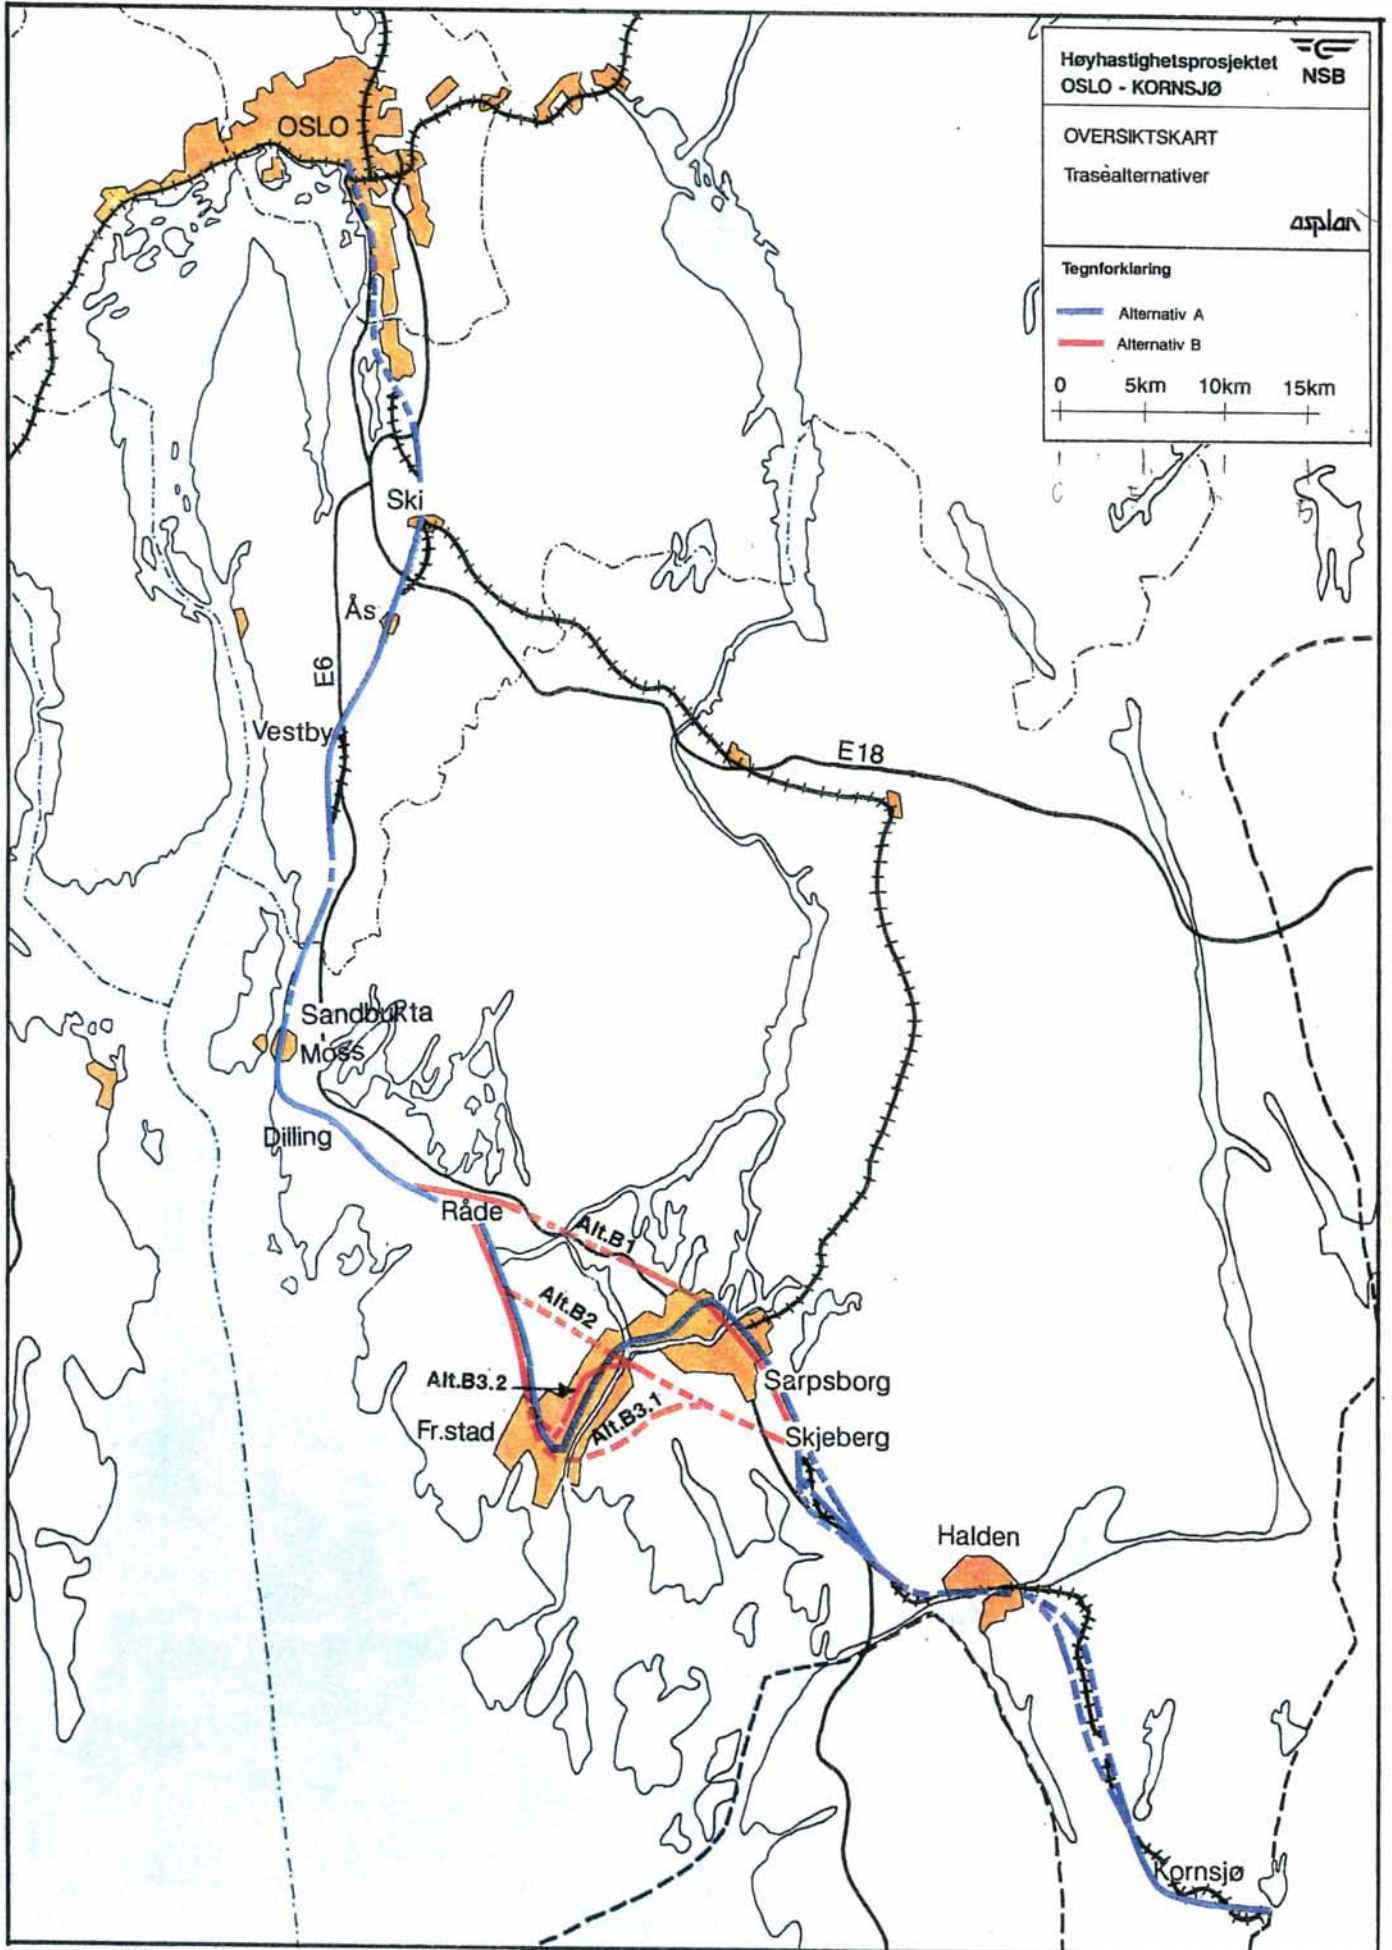 Høyhastighetsprosjektet
OSLO - KORNSJØ
NSB
OVERSIKTSKART
Trasèalternativer
asplan
Tegnforklaring
Alternativ A
Alternativ B
0 5km 10km 15km
OSLO
Ski
Ås
E6
Vestby
E18
Sandbukta
Moss
Dilling
Råde
Alt.B1
Alt.B2
Alt.B3.2
Alt.B3.1
Fr.stad
Sarpsborg
Skjeberg
Halden
Kornsjø